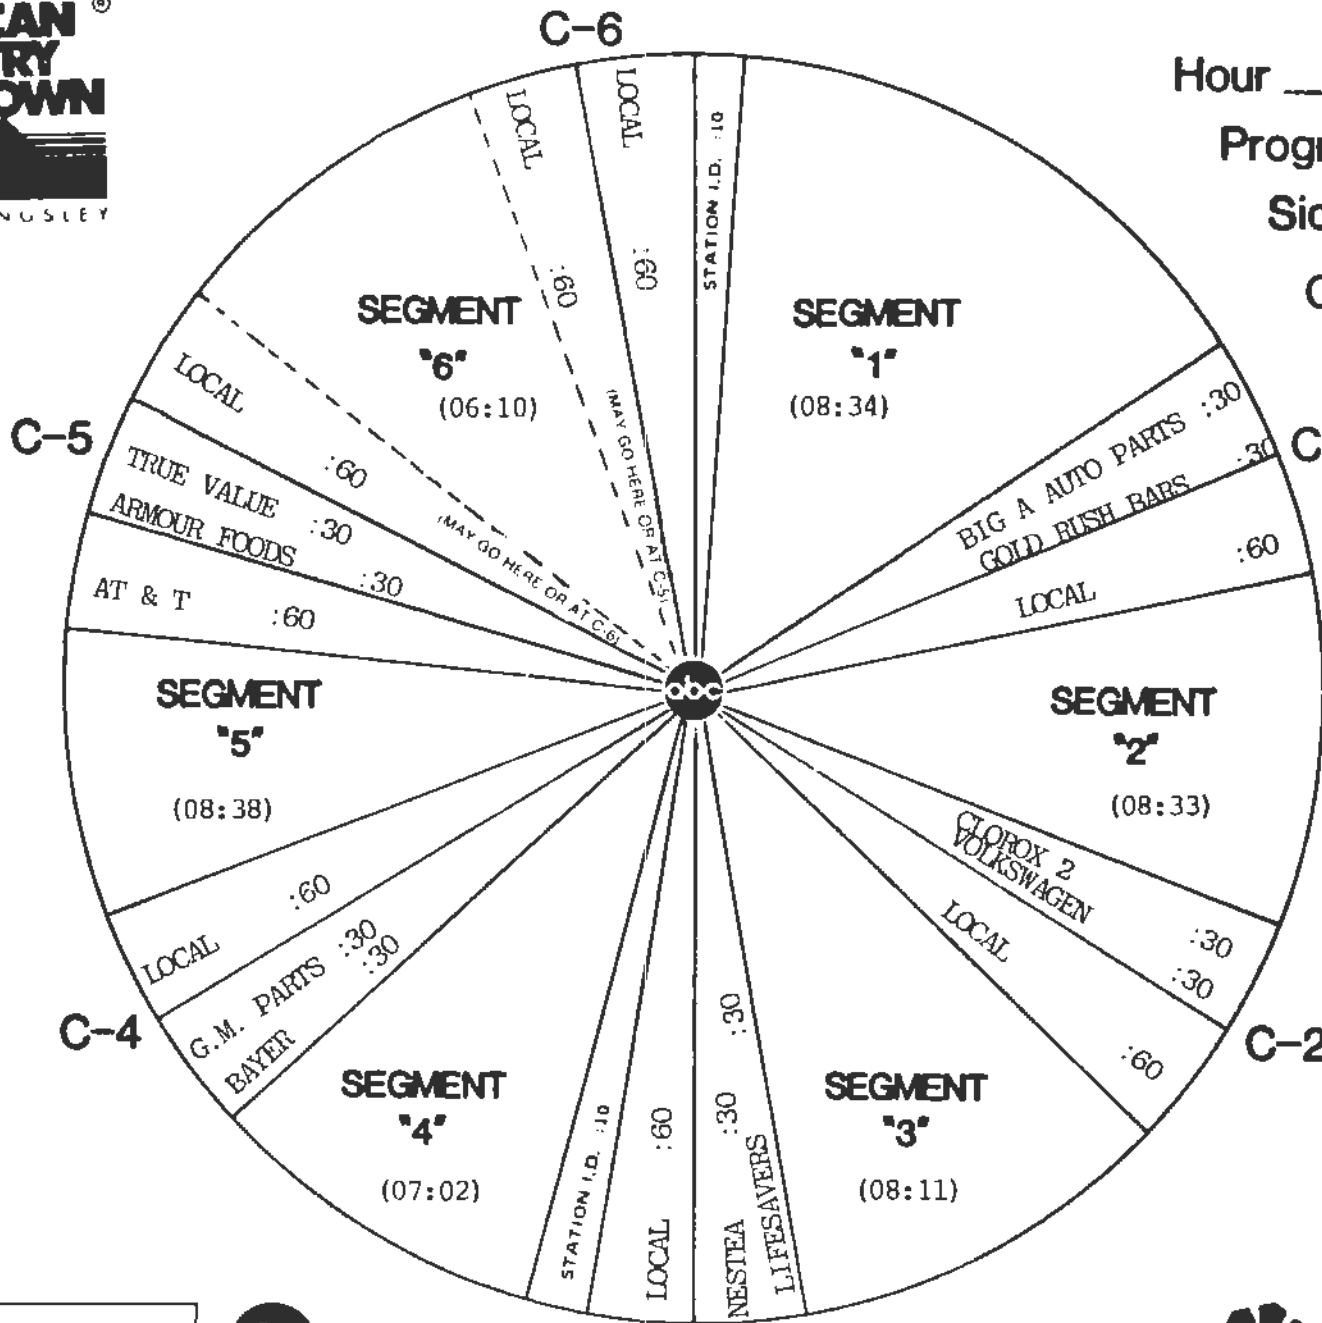 C-6
Hour
SEGMENT
"1"
(08:34)
STATION I.D. :10
BIG A AUTO PARTS :30
GOLD RUSH BARS :30
LOCAL :60
SEGMENT
"2"
(08:33)
CLOROX 2 :30
VOLKSWAGEN :30
C-2
LOCAL :60
SEGMENT
"3"
(08:11)
LIFESAVERS :30
NESTEA :30
LOCAL :60
STATION I.D. :10
SEGMENT
"4"
(07:02)
BAYER :30
G.M. PARTS :30
C-4
LOCAL :60
SEGMENT
"5"
(08:38)
AT & T :60
ARMOUR FOODS :30
TRUE VALUE :30
C-5
LOCAL :60
(MAY GO HERE OR AT C-6)
SEGMENT
"6"
(06:10)
LOCAL :60
(MAY GO HERE OR AT C-5)
LOCAL :60
abc